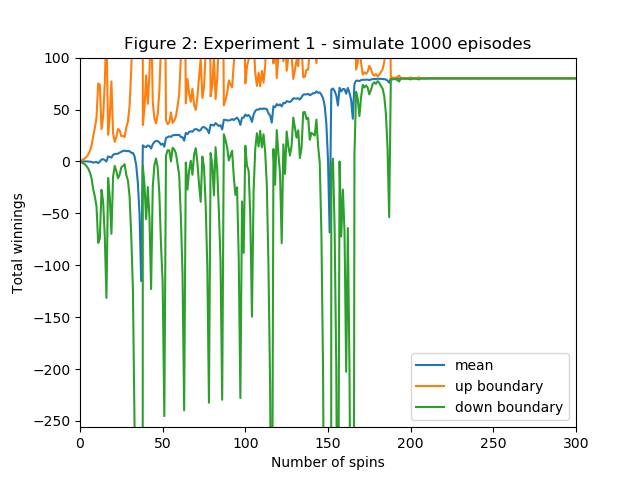 Figure 2: Experiment 1 - simulate 1000 episodes
Total winnings
100
50
0
−50
−100
−150
−200
−250
mean
up boundary
down boundary
0 50 100 150 200 250 300
Number of spins